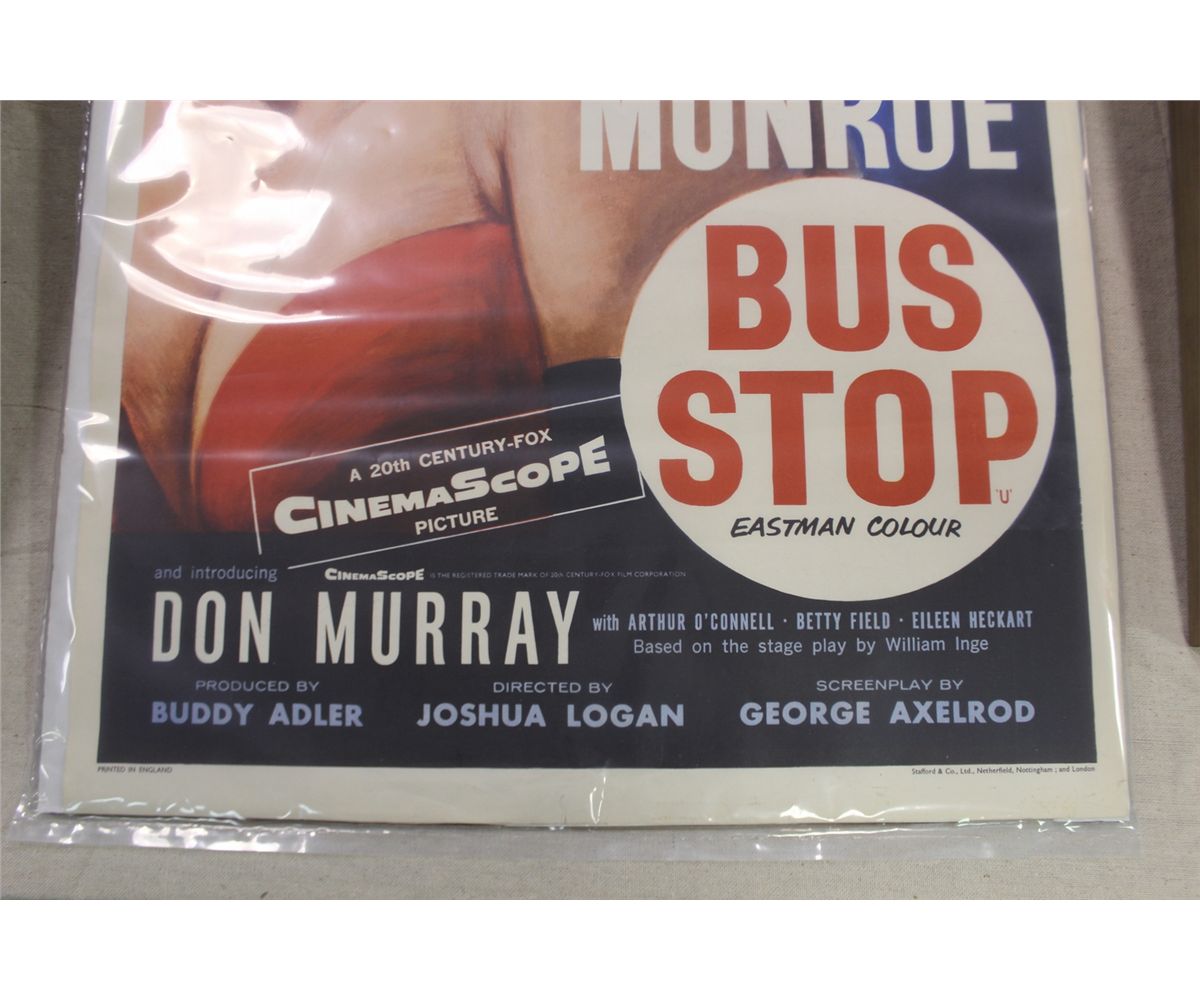 MONROE
BUS
STOP
'U'
EASTMAN COLOUR
A 20th CENTURY-FOX
CINEMASCOPE
PICTURE
and introducing
CINEMASCOPE IS THE REGISTERED TRADE MARK OF 20th CENTURY-FOX FILM CORPORATION
DON MURRAY
with ARTHUR O'CONNELL · BETTY FIELD · EILEEN HECKART
Based on the stage play by William Inge
PRODUCED BY
BUDDY ADLER
DIRECTED BY
JOSHUA LOGAN
SCREENPLAY BY
GEORGE AXELROD
PRINTED IN ENGLAND
Stafford & Co., Ltd., Netherfield, Nottingham ; and London